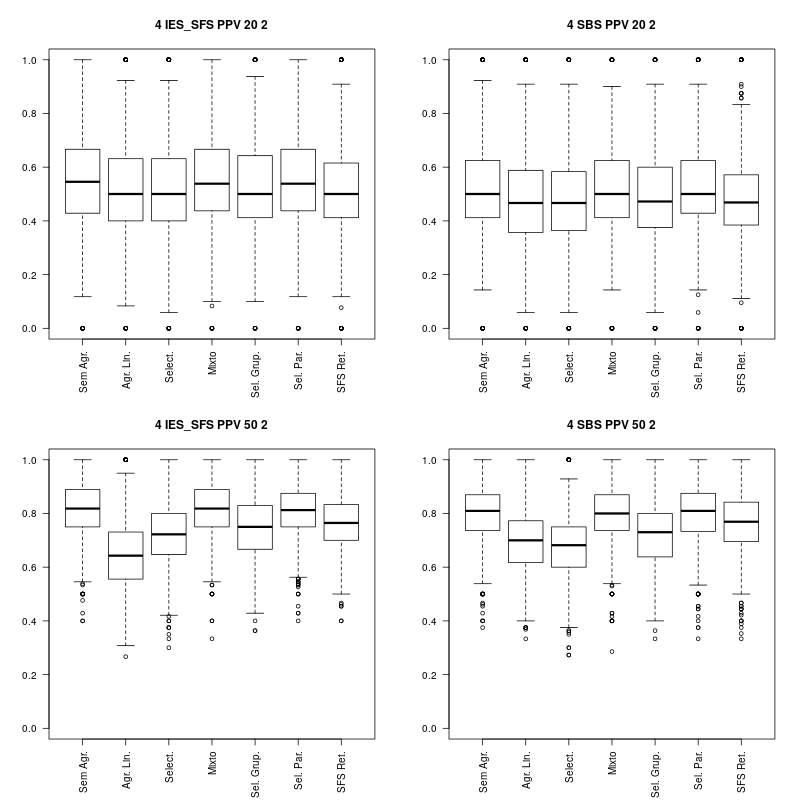 4 IES_SFS PPV 20 2
1.0
0.8
0.6
0.4
0.2
0.0
Sem Agr.
Agr. Lin.
Select.
Mixto
Sel. Grup.
Sel. Par.
SFS Ret.
4 SBS PPV 20 2
1.0
0.8
0.6
0.4
0.2
0.0
Sem Agr.
Agr. Lin.
Select.
Mixto
Sel. Grup.
Sel. Par.
SFS Ret.
4 IES_SFS PPV 50 2
1.0
0.8
0.6
0.4
0.2
0.0
Sem Agr.
Agr. Lin.
Select.
Mixto
Sel. Grup.
Sel. Par.
SFS Ret.
4 SBS PPV 50 2
1.0
0.8
0.6
0.4
0.2
0.0
Sem Agr.
Agr. Lin.
Select.
Mixto
Sel. Grup.
Sel. Par.
SFS Ret.